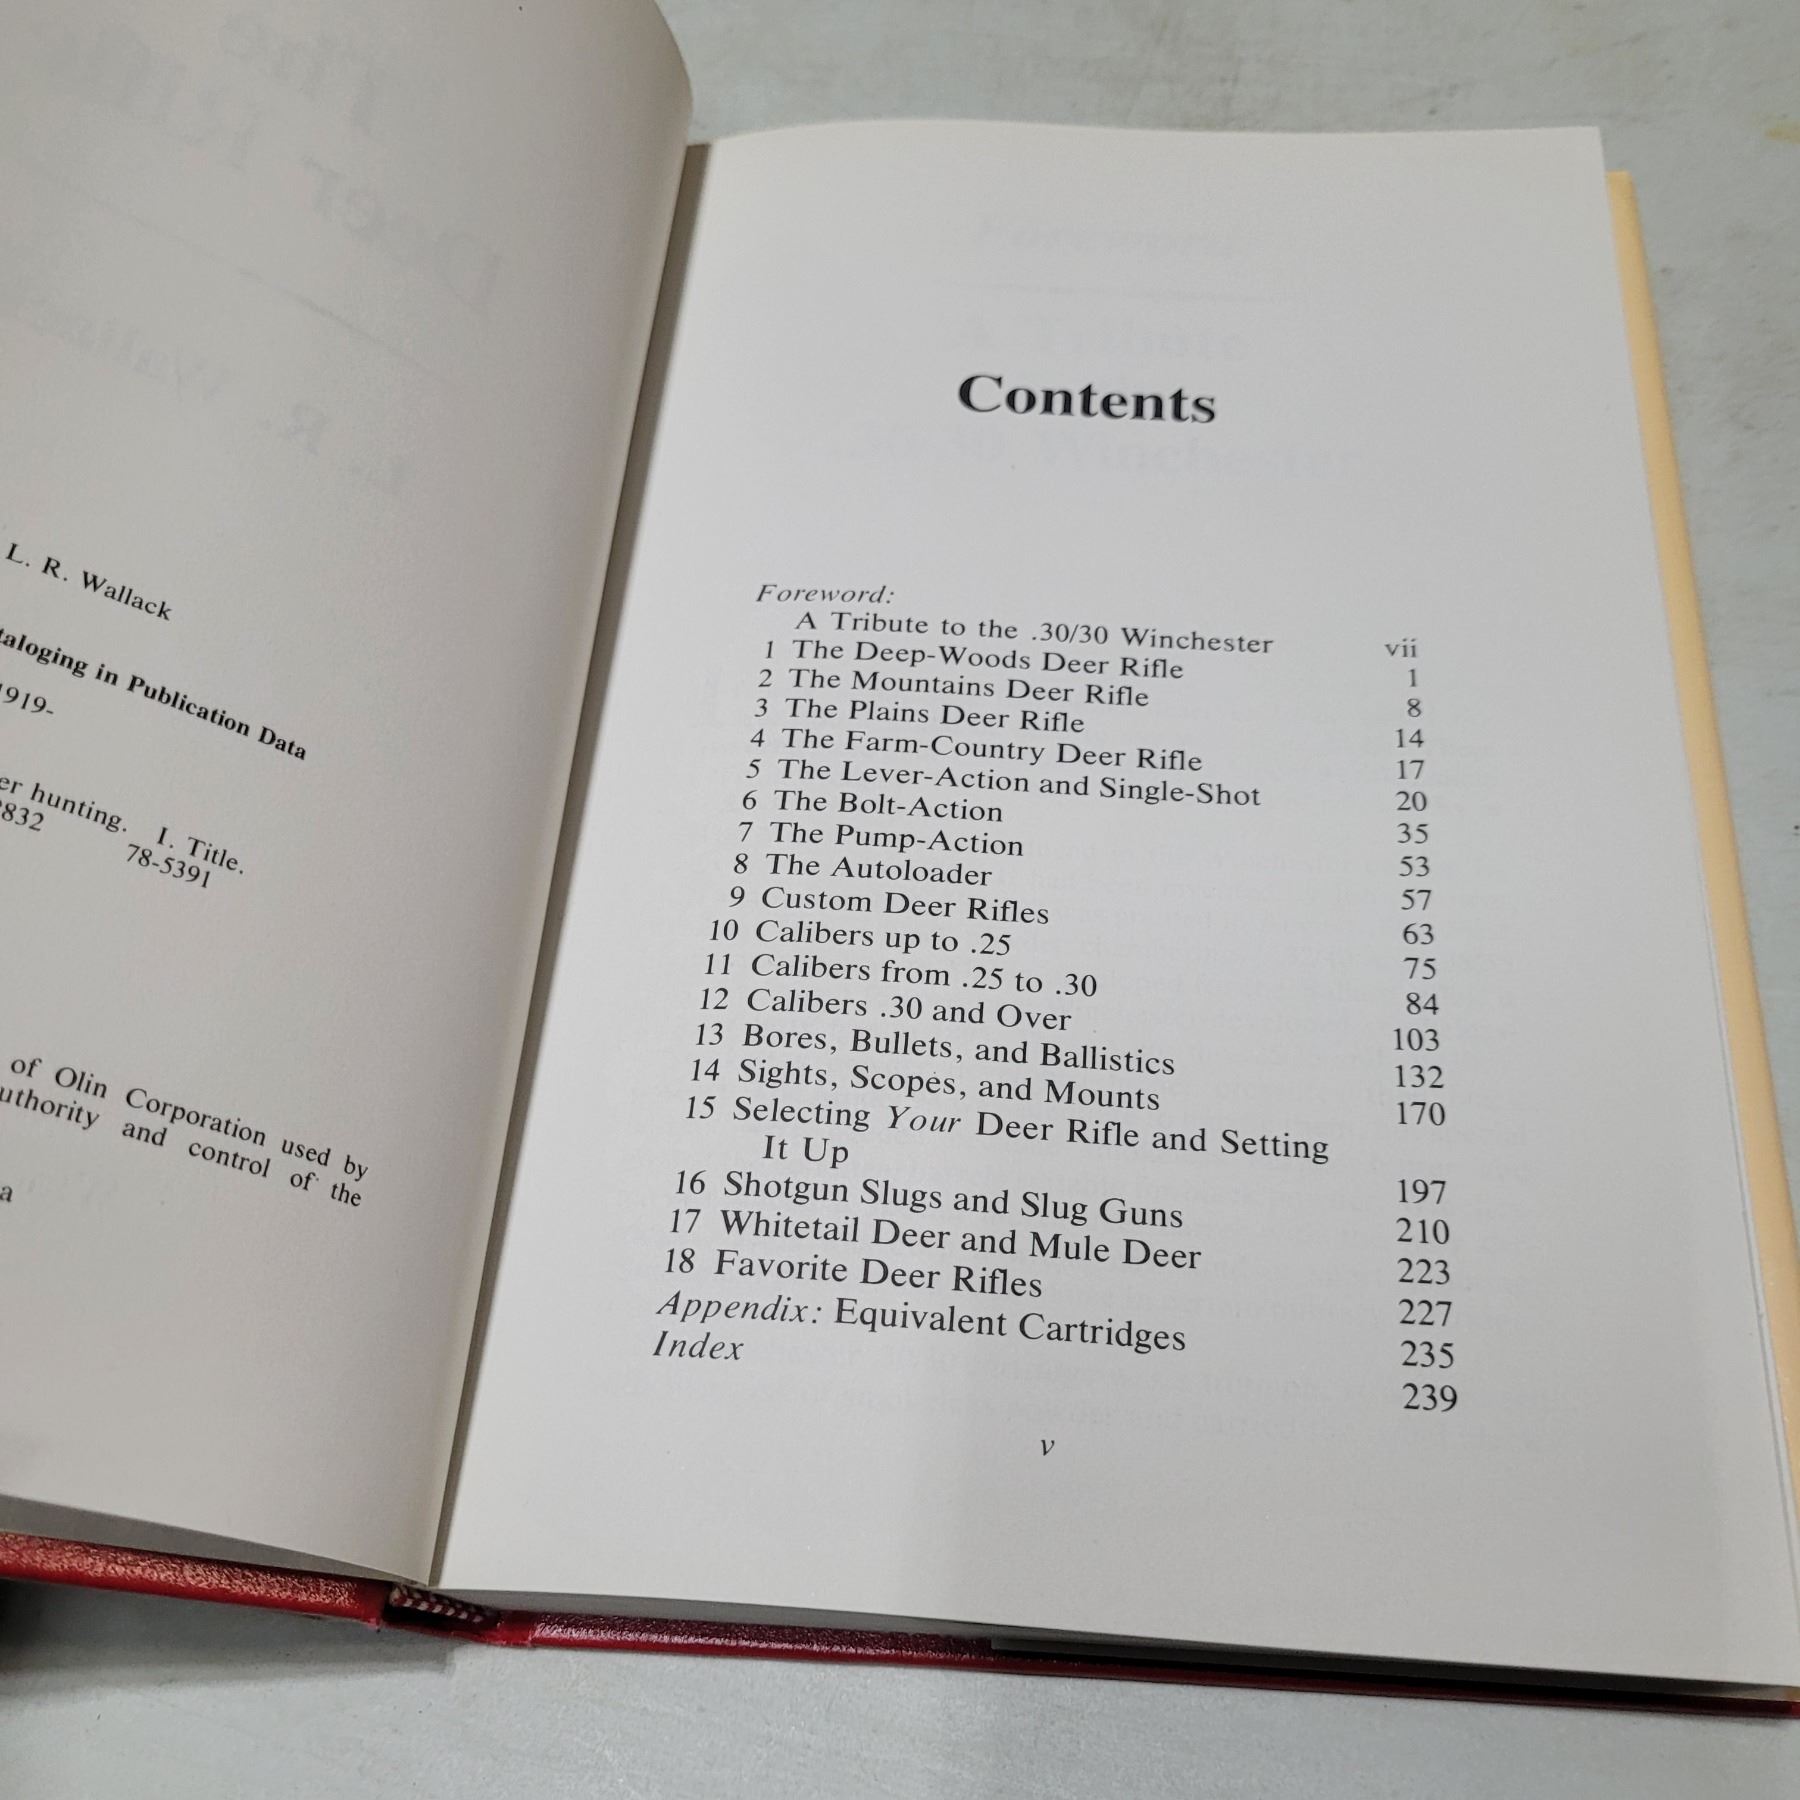 L. R. Wallack
Cataloging in Publication Data
1919-
er hunting. I. Title.
832 78-5391
of Olin Corporation used by
authority and control of the
a
Contents
Foreword:
A Tribute to the .30/30 Winchester vii
1 The Deep-Woods Deer Rifle 1
2 The Mountains Deer Rifle 8
3 The Plains Deer Rifle 14
4 The Farm-Country Deer Rifle 17
5 The Lever-Action and Single-Shot 20
6 The Bolt-Action 35
7 The Pump-Action 53
8 The Autoloader 57
9 Custom Deer Rifles 63
10 Calibers up to .25 75
11 Calibers from .25 to .30 84
12 Calibers .30 and Over 103
13 Bores, Bullets, and Ballistics 132
14 Sights, Scopes, and Mounts 170
15 Selecting Your Deer Rifle and Setting
It Up 197
16 Shotgun Slugs and Slug Guns 210
17 Whitetail Deer and Mule Deer 223
18 Favorite Deer Rifles 227
Appendix: Equivalent Cartridges 235
Index 239
v